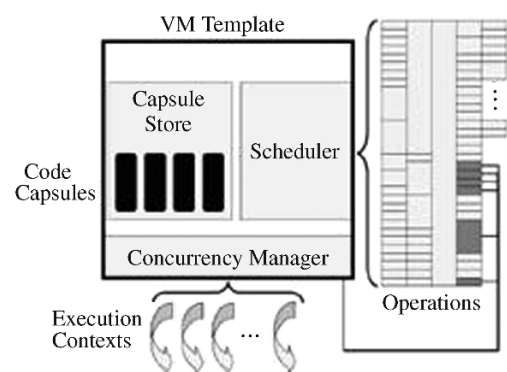 VM Template
Capsule
Store
Scheduler
Code
Capsules
Concurrency Manager
Operations
Execution
Contexts